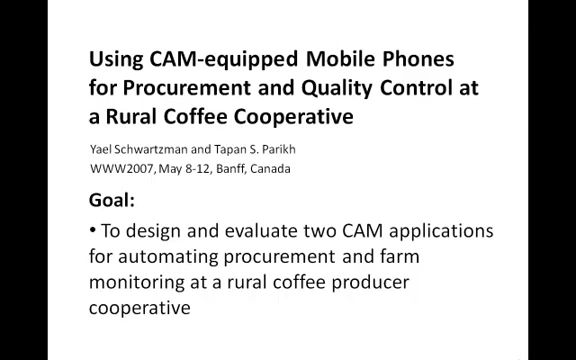 Using CAM-equipped Mobile Phones
for Procurement and Quality Control at
a Rural Coffee Cooperative
Yael Schwartzman and Tapan S. Parikh
WWW2007, May 8-12, Banff, Canada
Goal:
• To design and evaluate two CAM applications
for automating procurement and farm
monitoring at a rural coffee producer
cooperative